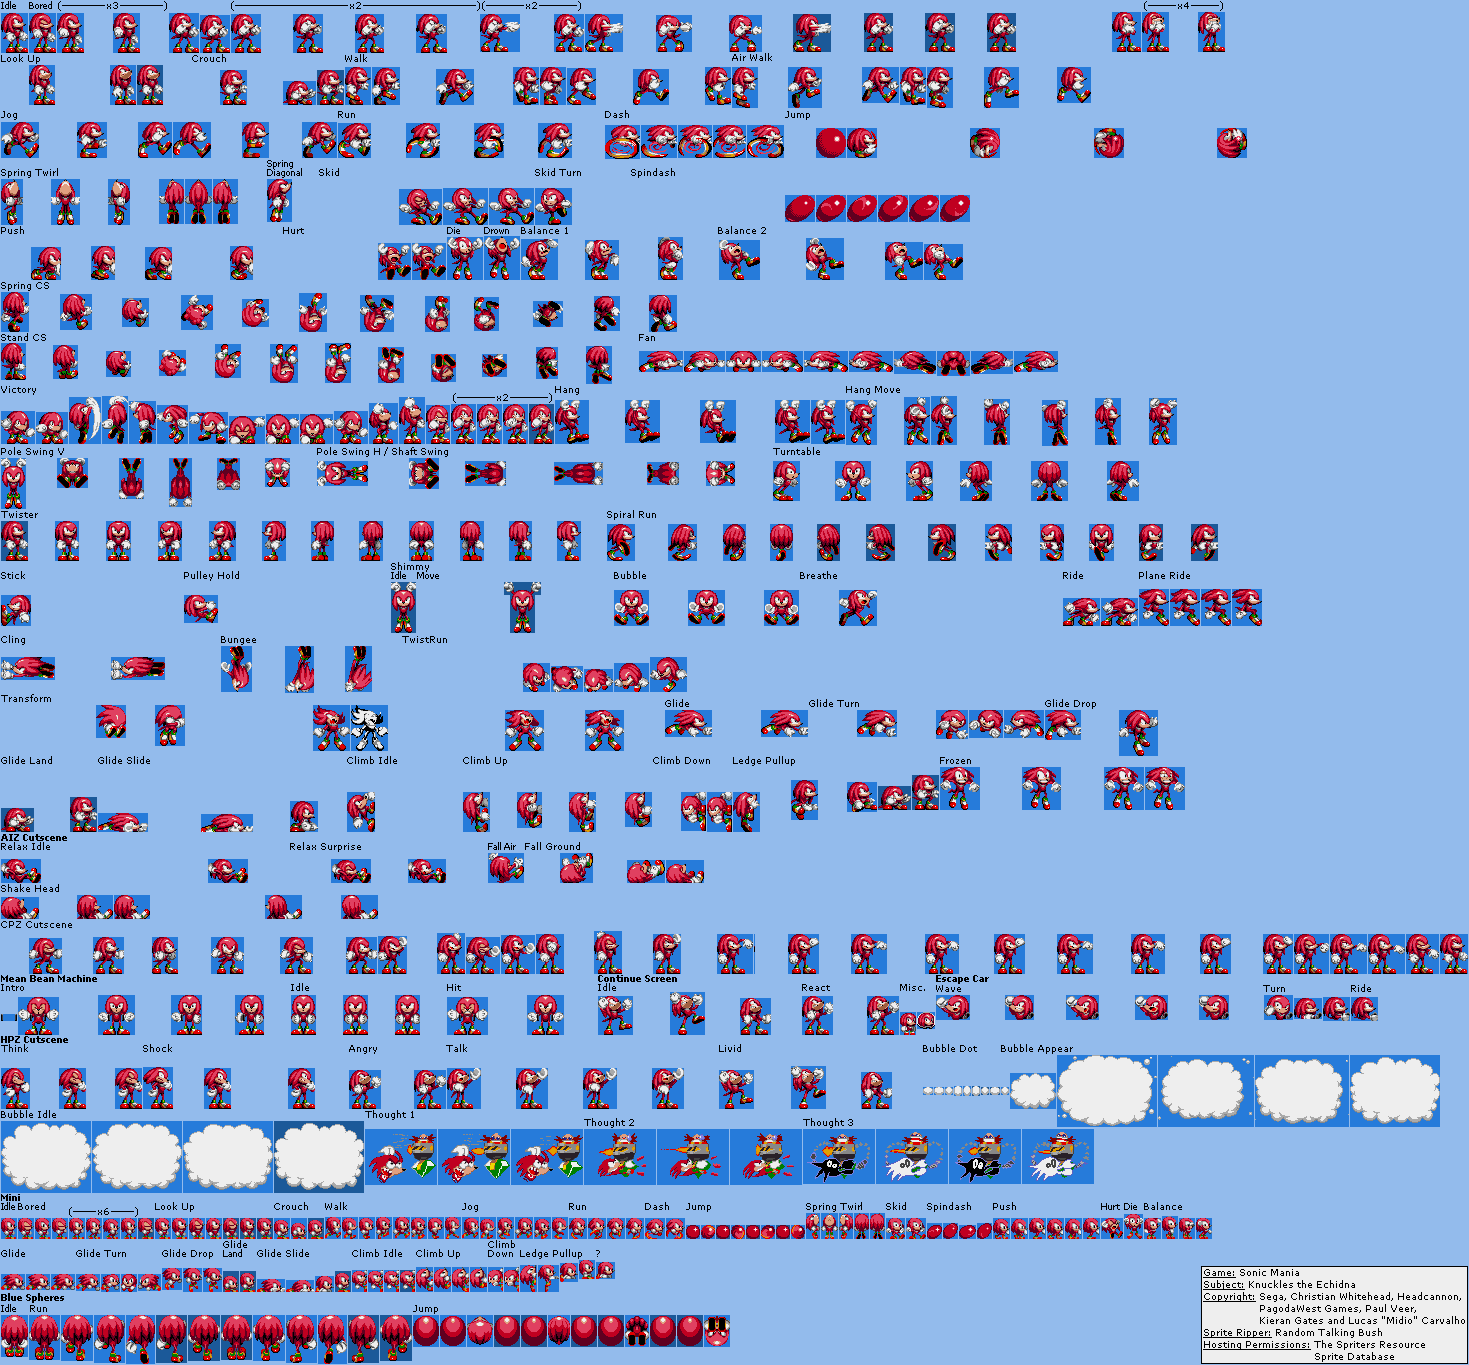 Idle Bored (——x3——) (——x2——) (——x2——) (——x4——)
Look Up Crouch Walk Air Walk
Jog Run Dash Jump
Spring Twirl Spring Diagonal Skid Skid Turn Spindash
Push Hurt Die Drown Balance 1 Balance 2
Spring CS
Stand CS Fan
Victory (——x2——) Hang Hang Move
Pole Swing V Pole Swing H / Shaft Swing Turntable
Twister Spiral Run
Shimmy
Stick Pulley Hold Idle Move Bubble Breathe Ride Plane Ride
Cling Bungee TwistRun
Transform Glide Glide Turn Glide Drop
Glide Land Glide Slide Climb Idle Climb Up Climb Down Ledge Pullup Frozen
AIZ Cutscene
Relax Idle Relax Surprise Fall Air Fall Ground
Shake Head
CPZ Cutscene
Mean Bean Machine Continue Screen Escape Car
Intro Idle Hit Idle React Misc. Wave Turn Ride
HPZ Cutscene
Think Shock Angry Talk Livid Bubble Dot Bubble Appear
Bubble Idle Thought 1 Thought 2 Thought 3
Mini
Idle Bored (——x6——) Look Up Crouch Walk Jog Run Dash Jump Spring Twirl Skid Spindash Push Hurt Die Balance
Glide Glide Turn Glide Drop Glide Land Glide Slide Climb Idle Climb Up Climb Down Ledge Pullup ?
Blue Spheres
Idle Run Jump
Game: Sonic Mania
Subject: Knuckles the Echidna
Copyright: Sega, Christian Whitehead, Headcannon,
PagodaWest Games, Paul Veer,
Kieran Gates and Lucas "Midio" Carvalho
Sprite Ripper: Random Talking Bush
Hosting Permissions: The Spriters Resource
Sprite Database